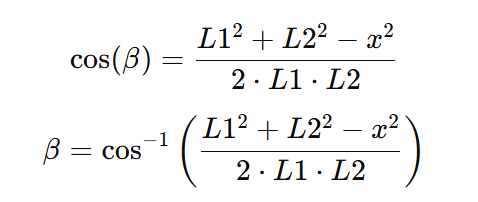 cos(β) = (L1² + L2² − x²) / (2 · L1 · L2)
β = cos⁻¹((L1² + L2² − x²) / (2 · L1 · L2))